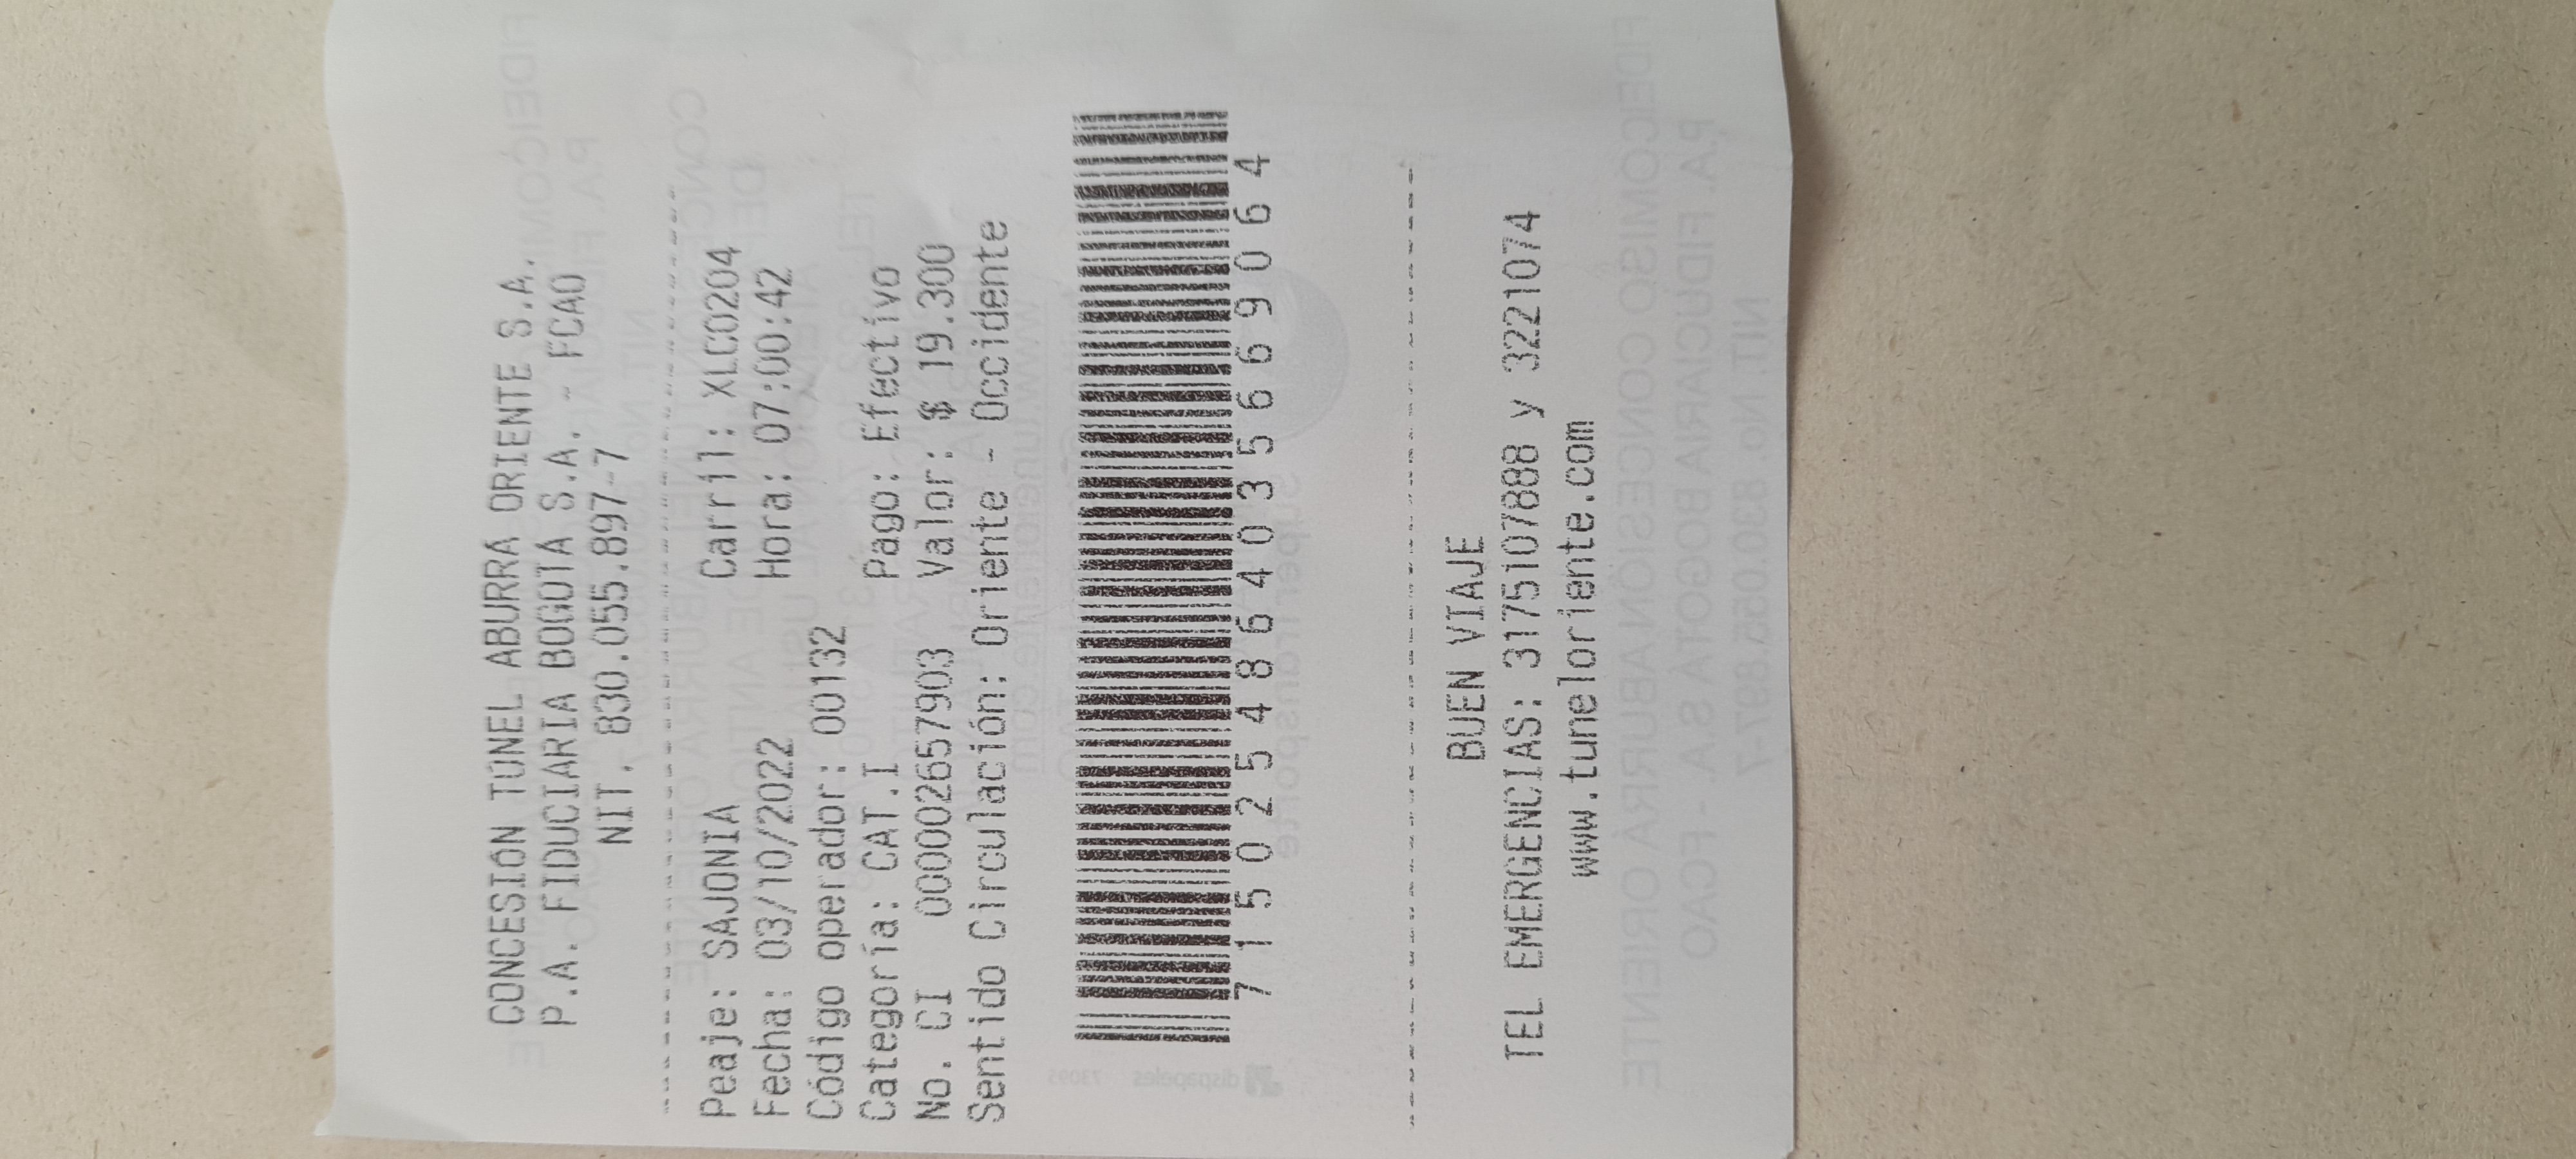 CONCESION TUNEL ABURRÁ ORIENTE S.A.
P.A. FIDUCIARIA BOGOTÁ S.A. - FCAO
NIT. 830.055.897-7
Peaje: SAJONIA Carril: XLC0204
Fecha: 03/10/2022 Hora: 07:00:42
Código operador: 00132
Categoría: CAT.I Pago: Efectivo
No. CI 000002657903 Valor: $ 19.300
Sentido Circulación: Oriente - Occidente
7150254864035669064
BUEN VIAJE
TEL EMERGENCIAS: 3175107888 y 3221074
www.tuneloriente.com